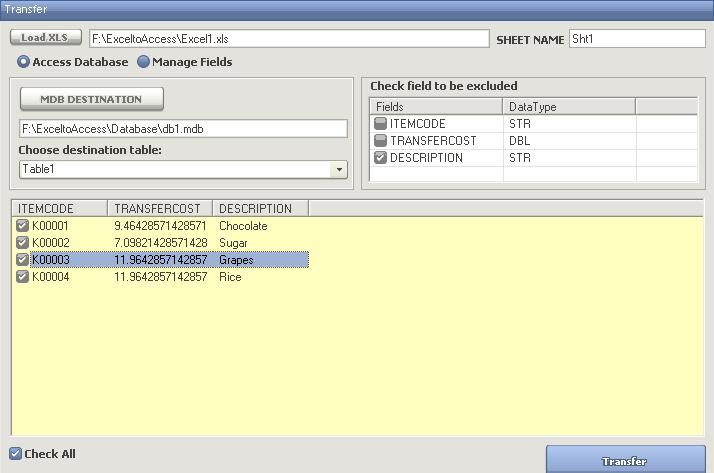 Transfer
Load XLS F:\ExceltoAccess\Excel1.xls SHEET NAME Sht1
Access Database Manage Fields
MDB DESTINATION
F:\ExceltoAccess\Database\db1.mdb
Choose destination table:
Table1
Check field to be excluded
Fields DataType
ITEMCODE STR
TRANSFERCOST DBL
DESCRIPTION STR
ITEMCODE TRANSFERCOST DESCRIPTION
K00001 9.46428571428571 Chocolate
K00002 7.09821428571428 Sugar
K00003 11.9642857142857 Grapes
K00004 11.9642857142857 Rice
Check All
Transfer